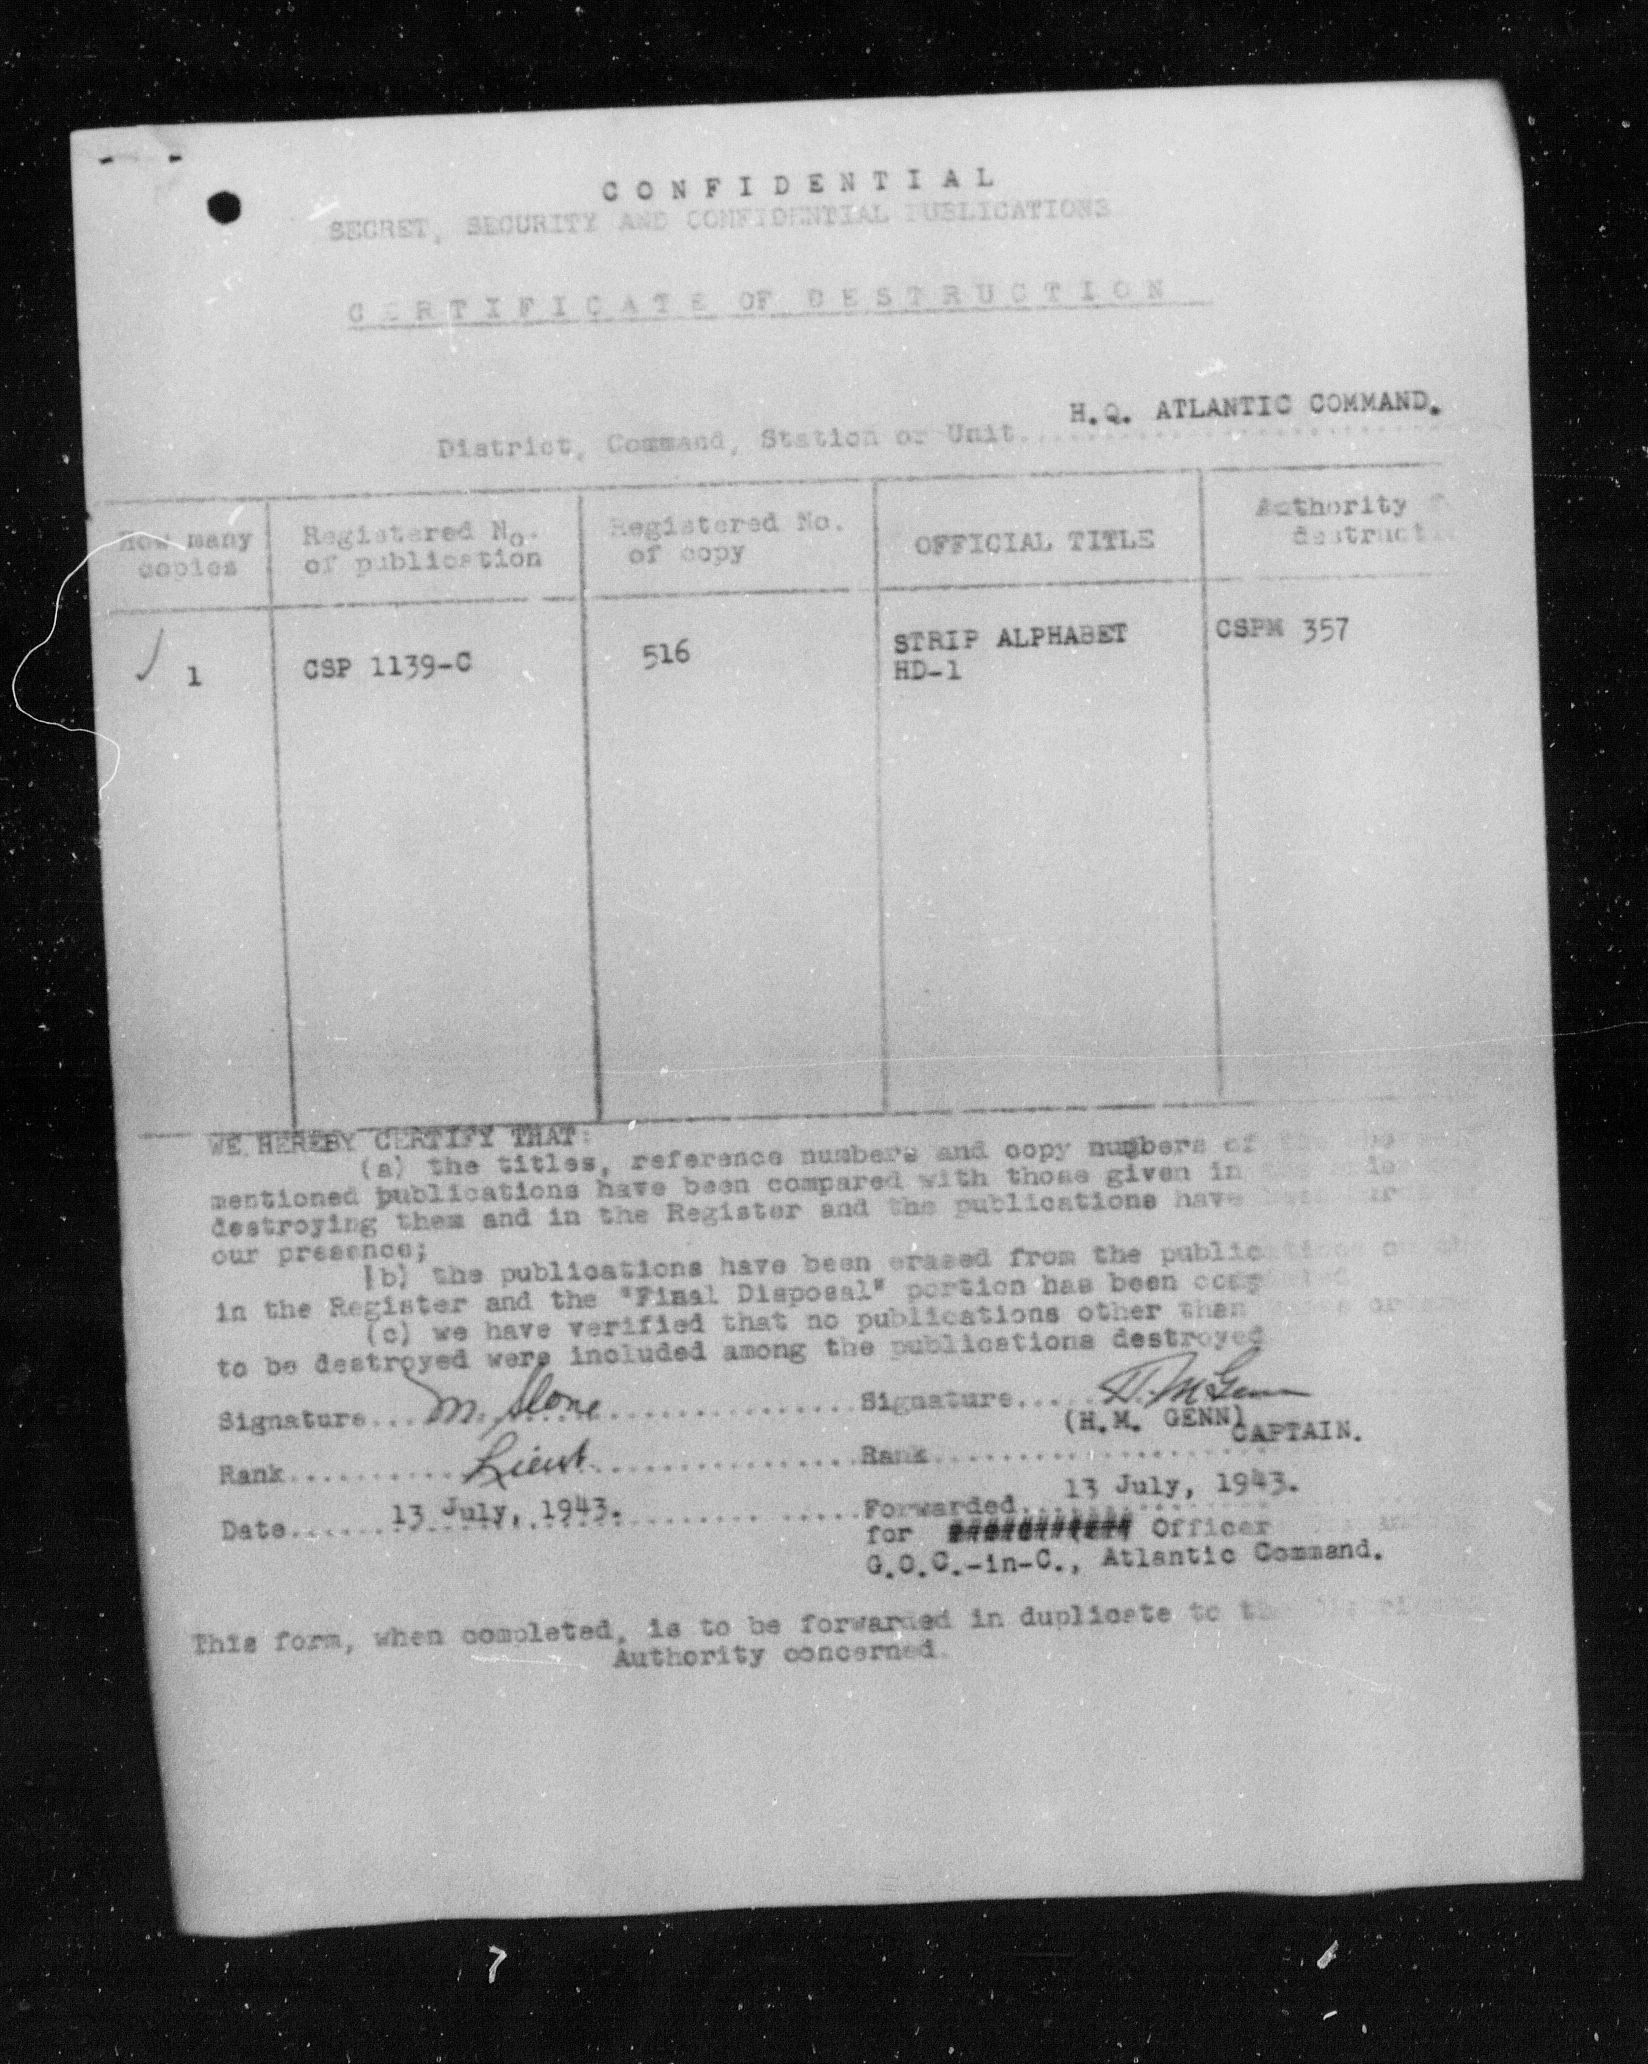 CONFIDENTIAL
SECRET, SECURITY AND CONFIDENTIAL PUBLICATIONS
CERTIFICATE OF DESTRUCTION
H.Q. ATLANTIC COMMAND.
District, Command, Station or Unit
How many copies
Registered No. of publication
Registered No. of copy
OFFICIAL TITLE
Authority
destruct
1
CSP 1139-C
516
STRIP ALPHABET
HD-1
CSPM 357
WE HEREBY CERTIFY THAT:
(a) the titles, reference numbers and copy numbers of
mentioned publications have been compared with those given in
destroying them and in the Register and the publications have
our presence;
(b) the publications have been erased from the public
in the Register and the "Final Disposal" portion has been
(c) we have verified that no publications other than
to be destroyed were included among the publications destroyed
Signature... M. Slone ... Signature... H. M. Genn
(H.M. GENN)
CAPTAIN.
Rank... Lieut. ... Rank...
13 July, 1943.
Date... 13 July, 1943. ... Forwarded...
for Officer
G.O.C.-in-C., Atlantic Command.
This form, when completed, is to be forwarded in duplicate to
Authority concerned.